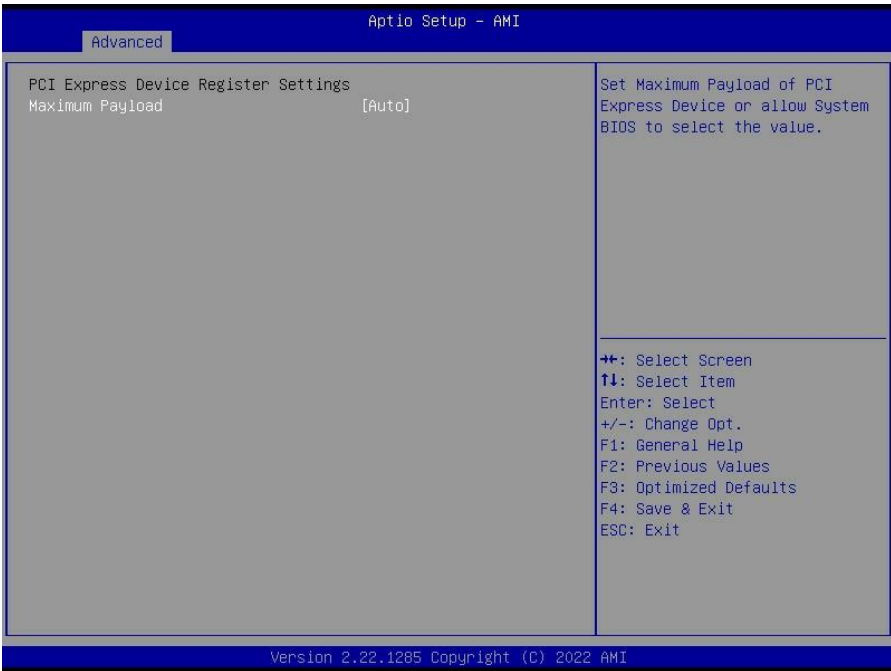 Aptio Setup – AMI
Advanced
PCI Express Device Register Settings
Maximum Payload [Auto]
Set Maximum Payload of PCI
Express Device or allow System
BIOS to select the value.
→←: Select Screen
↑↓: Select Item
Enter: Select
+/-: Change Opt.
F1: General Help
F2: Previous Values
F3: Optimized Defaults
F4: Save & Exit
ESC: Exit
Version 2.22.1285 Copyright (C) 2022 AMI